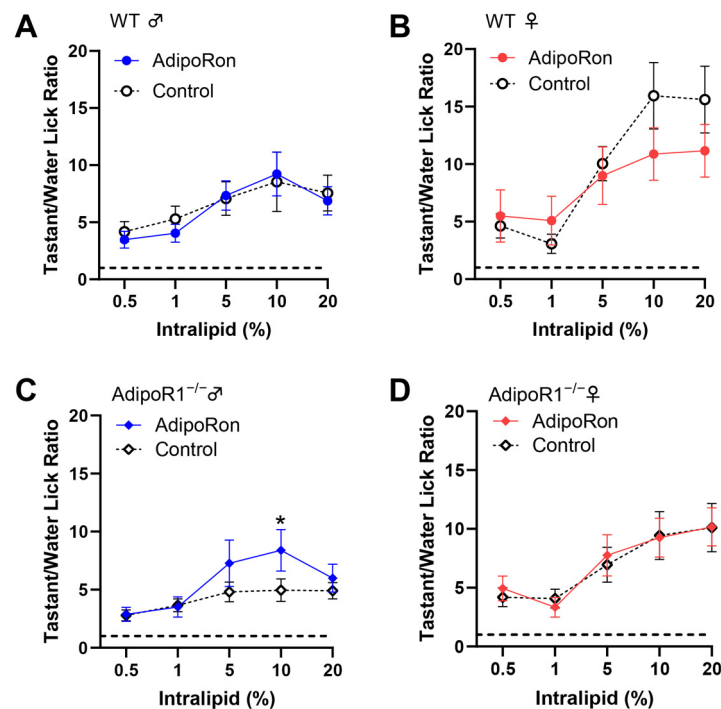 A
WT ♂
AdipoRon
Control
Tastant/Water Lick Ratio
20
15
10
5
0
0.5 1 5 10 20
Intralipid (%)
B
WT ♀
AdipoRon
Control
Tastant/Water Lick Ratio
20
15
10
5
0
0.5 1 5 10 20
Intralipid (%)
C
AdipoR1⁻/⁻♂
AdipoRon
Control
Tastant/Water Lick Ratio
20
15
10
5
0
*
0.5 1 5 10 20
Intralipid (%)
D
AdipoR1⁻/⁻♀
AdipoRon
Control
Tastant/Water Lick Ratio
20
15
10
5
0
0.5 1 5 10 20
Intralipid (%)